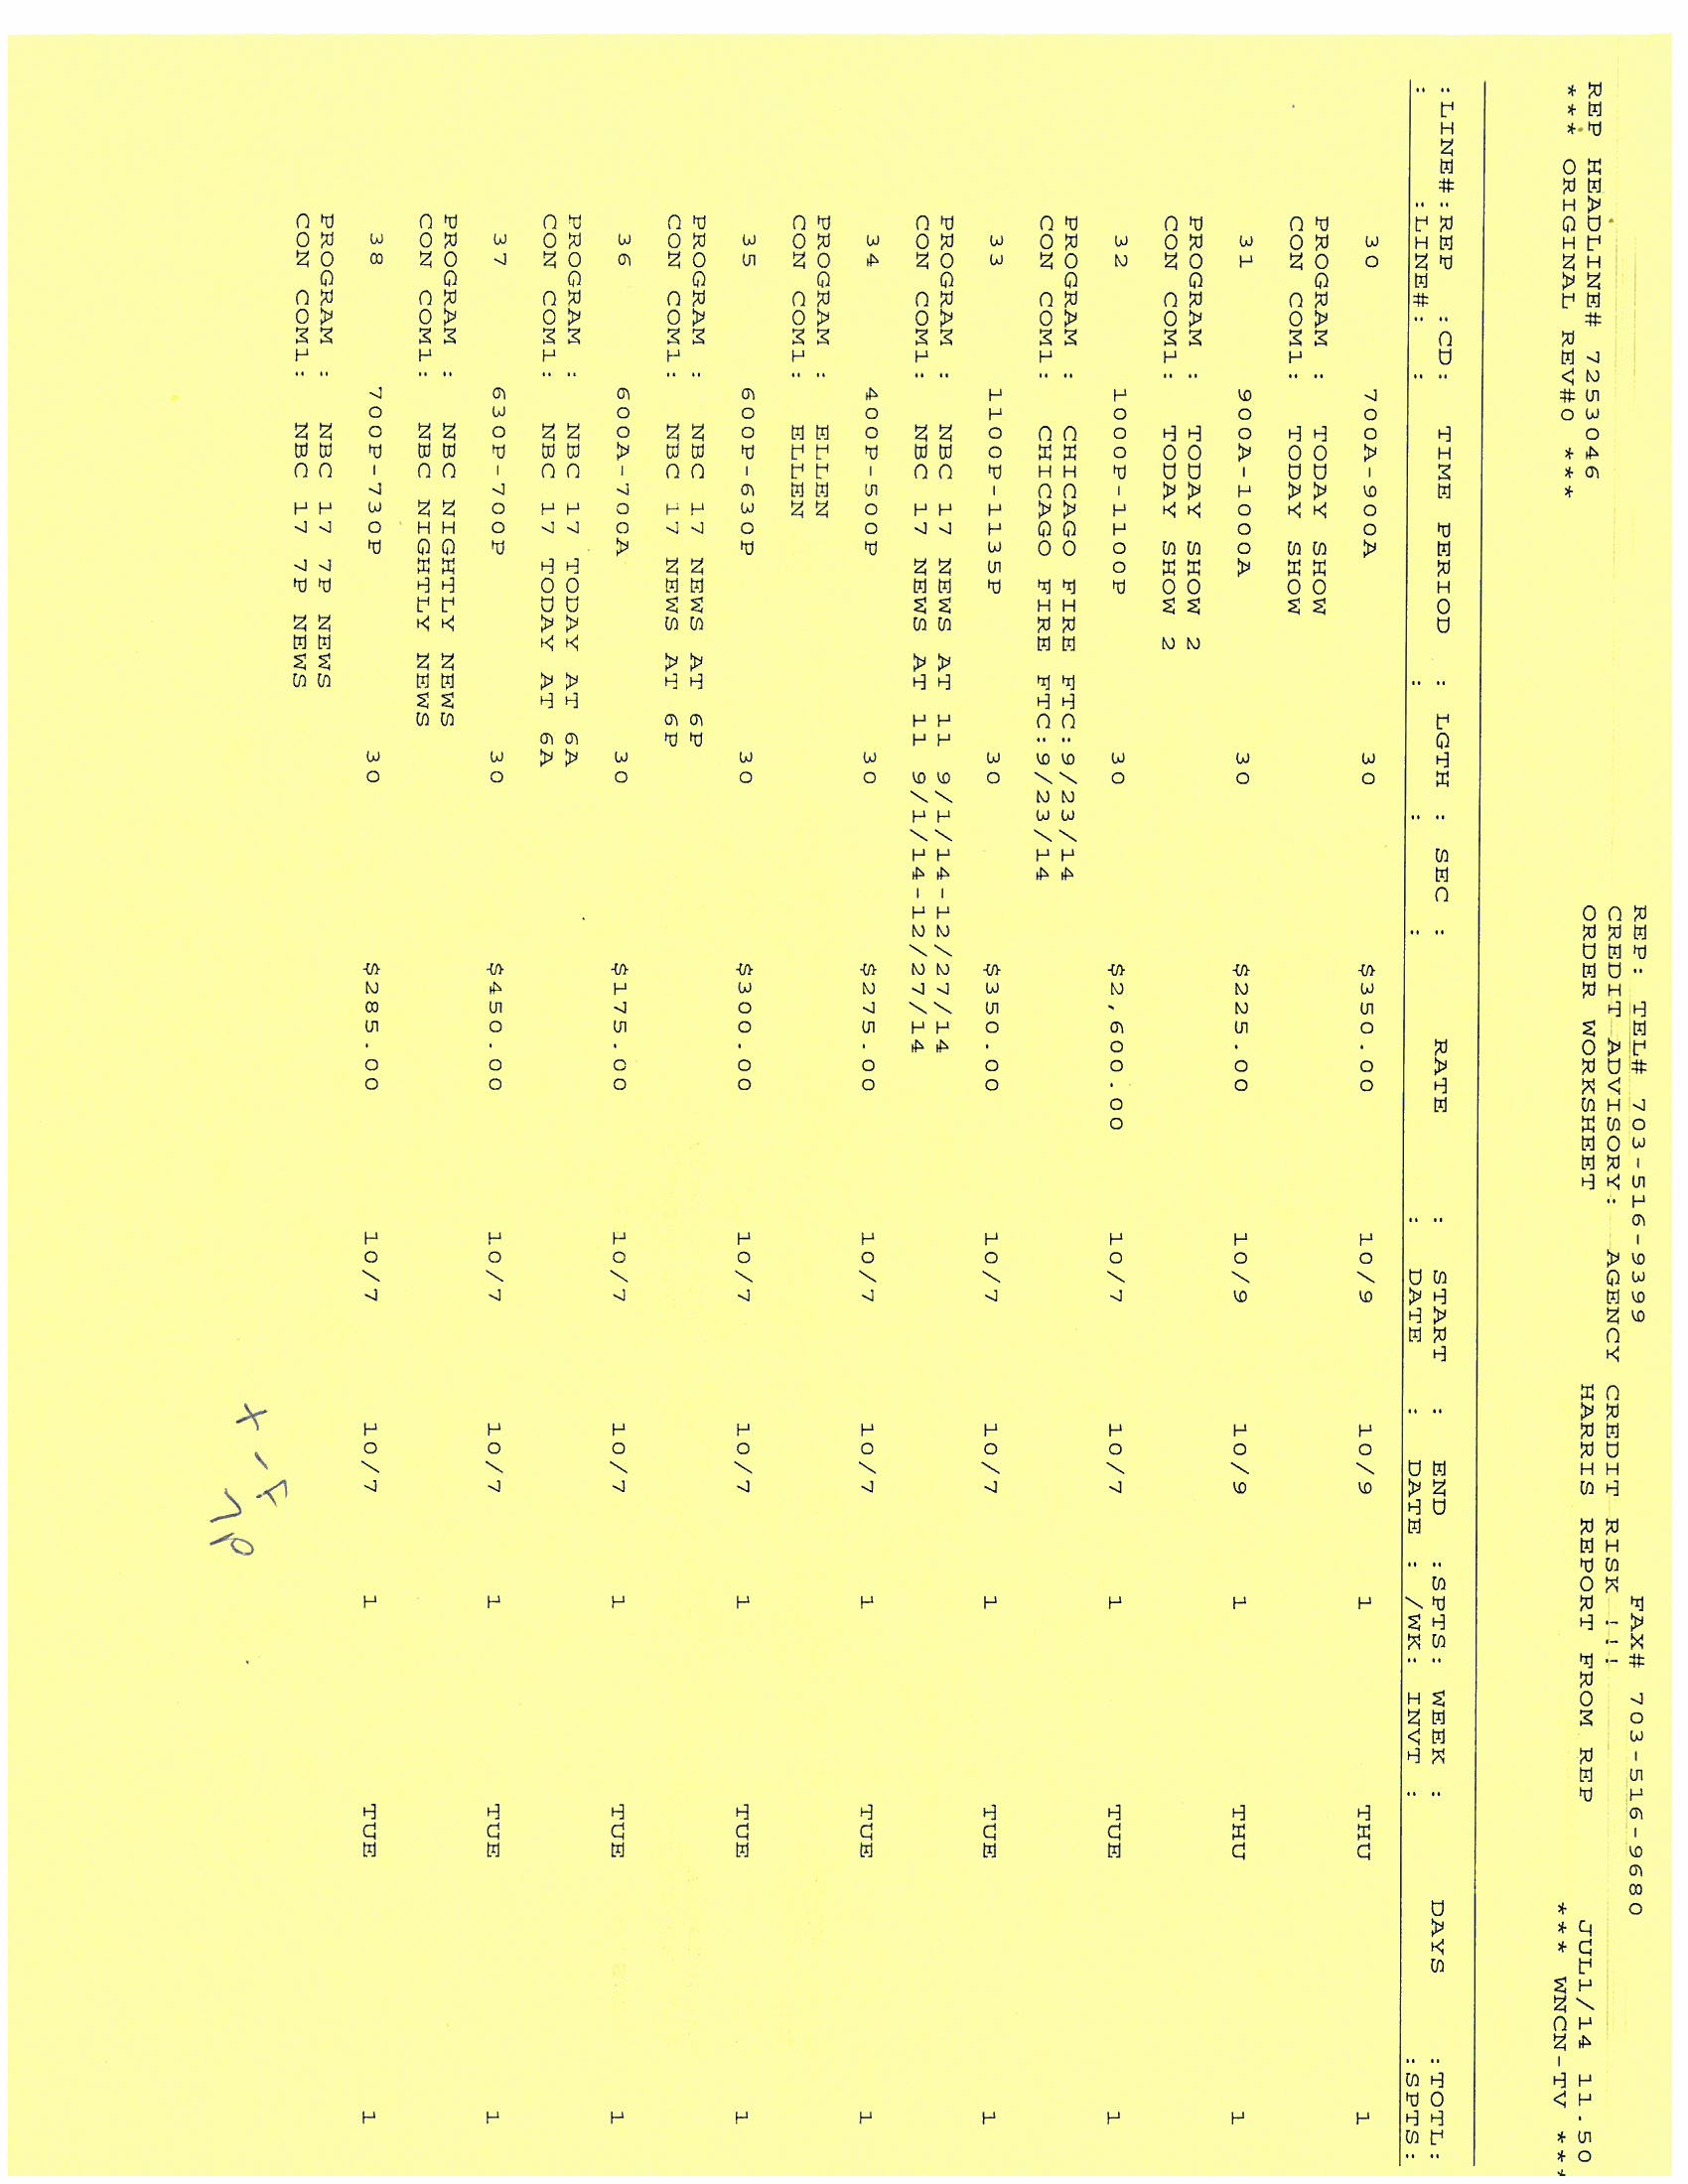 REP: TEL# 703-516-9399 FAX# 703-516-9680
CREDIT ADVISORY: AGENCY CREDIT RISK !!!
REP HEADLINE# 7253046 ORDER WORKSHEET HARRIS REPORT FROM REP JUL1/14 11.50
*** ORIGINAL REV#0 *** *** WNCN-TV ***
:LINE#:REP :CD: TIME PERIOD : LGTH : SEC : RATE : START : END :SPTS: WEEK : DAYS :TOTL:
: :LINE#: : : : : : DATE : DATE : /WK: INVT : :SPTS:
30 700A-900A 30 $350.00 10/9 10/9 1 THU 1
PROGRAM : TODAY SHOW
CON COM1: TODAY SHOW
31 900A-1000A 30 $225.00 10/9 10/9 1 THU 1
PROGRAM : TODAY SHOW 2
CON COM1: TODAY SHOW 2
32 1000P-1100P 30 $2,600.00 10/7 10/7 1 TUE 1
PROGRAM : CHICAGO FIRE FTC:9/23/14
CON COM1: CHICAGO FIRE FTC:9/23/14
33 1100P-1135P 30 $350.00 10/7 10/7 1 TUE 1
PROGRAM : NBC 17 NEWS AT 11 9/1/14-12/27/14
CON COM1: NBC 17 NEWS AT 11 9/1/14-12/27/14
34 400P-500P 30 $275.00 10/7 10/7 1 TUE 1
PROGRAM : ELLEN
CON COM1: ELLEN
35 600P-630P 30 $300.00 10/7 10/7 1 TUE 1
PROGRAM : NBC 17 NEWS AT 6P
CON COM1: NBC 17 NEWS AT 6P
36 600A-700A 30 $175.00 10/7 10/7 1 TUE 1
PROGRAM : NBC 17 TODAY AT 6A
CON COM1: NBC 17 TODAY AT 6A
37 630P-700P 30 $450.00 10/7 10/7 1 TUE 1
PROGRAM : NBC NIGHTLY NEWS
CON COM1: NBC NIGHTLY NEWS
38 700P-730P 30 $285.00 10/7 10/7 1 TUE 1
PROGRAM : NBC 17 7P NEWS
CON COM1: NBC 17 7P NEWS